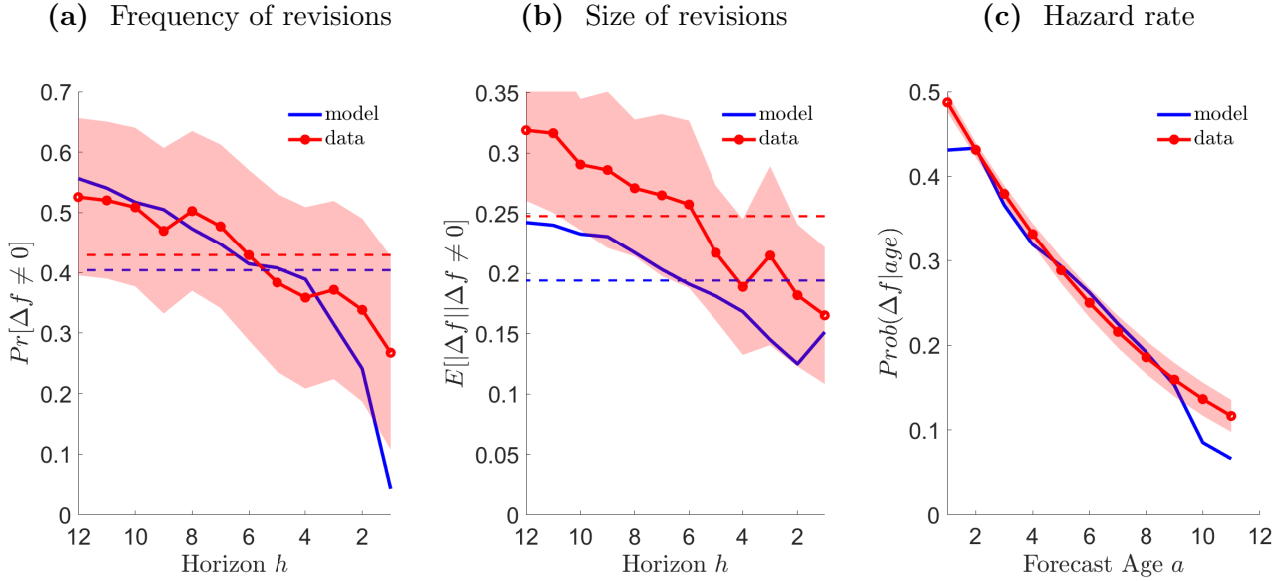 (a) Frequency of revisions
Pr[Δf ≠ 0]
0.7
0.6
0.5
0.4
0.3
0.2
0.1
0
model
data
12 10 8 6 4 2
Horizon h
(b) Size of revisions
E[|Δf||Δf ≠ 0]
0.35
0.3
0.25
0.2
0.15
0.1
0.05
0
model
data
12 10 8 6 4 2
Horizon h
(c) Hazard rate
Prob(Δf|age)
0.5
0.4
0.3
0.2
0.1
0
model
data
2 4 6 8 10 12
Forecast Age a